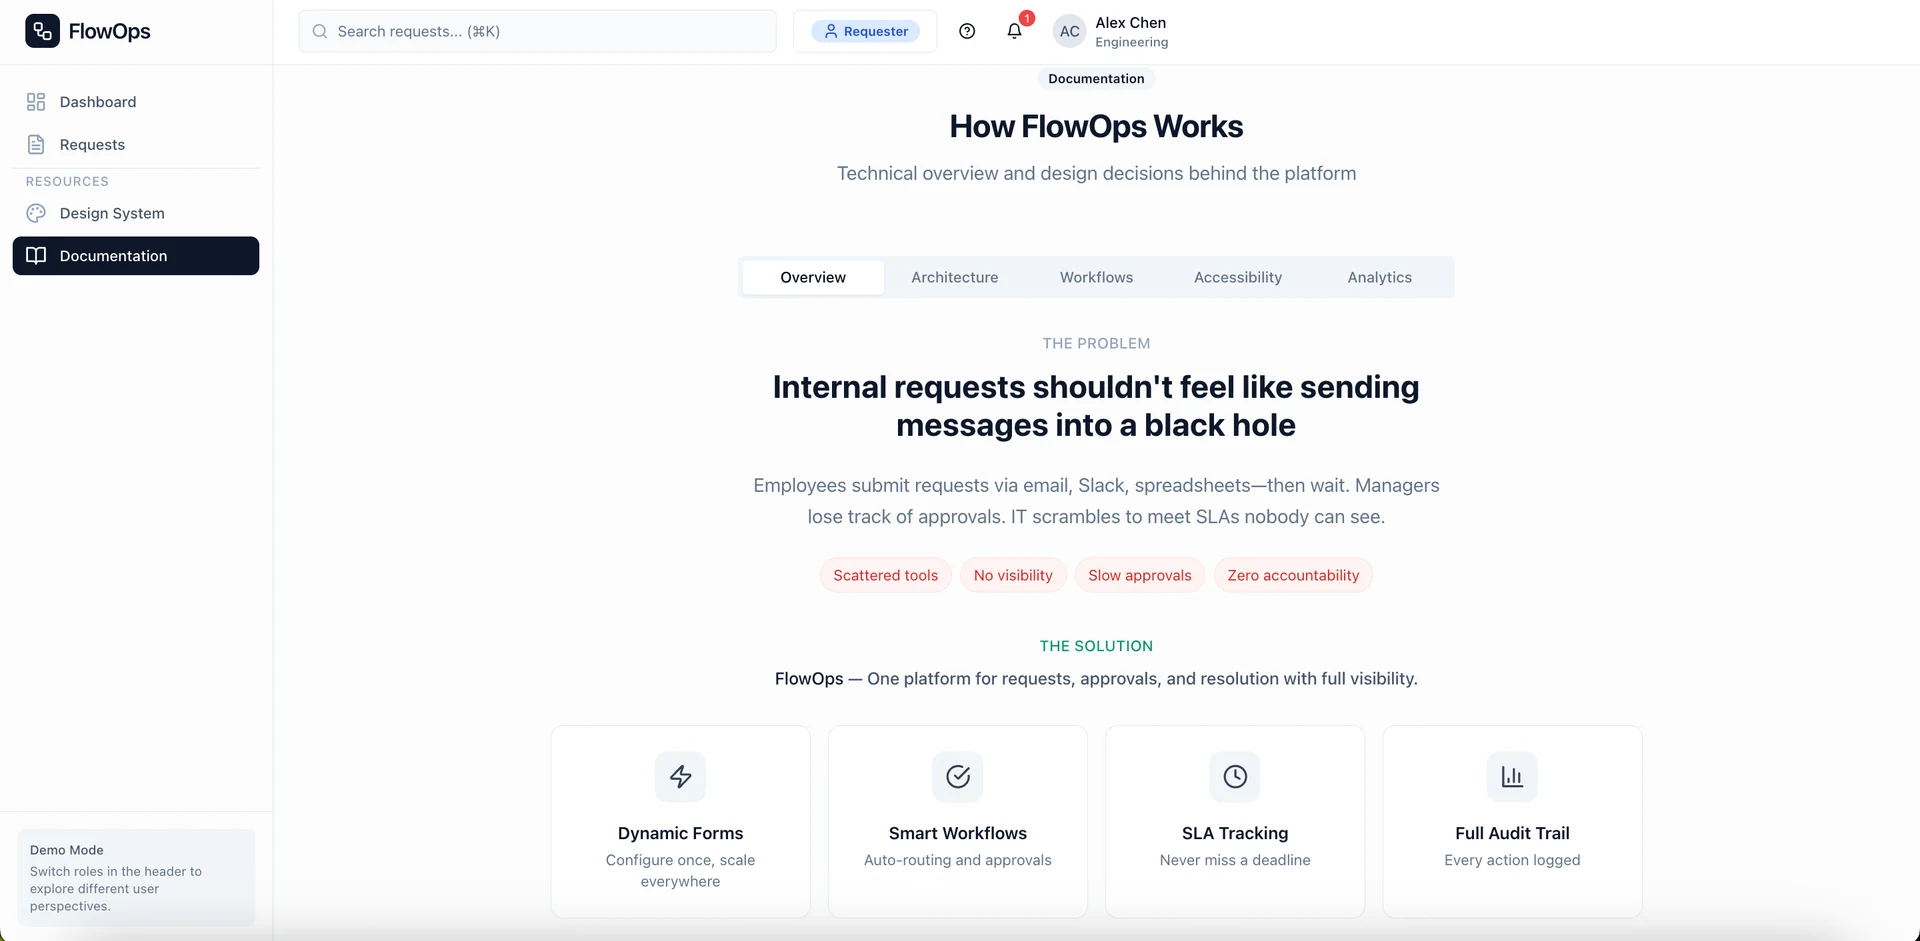 FlowOps
Search requests... (⌘K)
Requester
1
AC
Alex Chen
Engineering
Dashboard
Requests
RESOURCES
Design System
Documentation
Demo Mode
Switch roles in the header to
explore different user
perspectives.
Documentation
How FlowOps Works
Technical overview and design decisions behind the platform
Overview
Architecture
Workflows
Accessibility
Analytics
THE PROBLEM
Internal requests shouldn't feel like sending
messages into a black hole
Employees submit requests via email, Slack, spreadsheets—then wait. Managers
lose track of approvals. IT scrambles to meet SLAs nobody can see.
Scattered tools
No visibility
Slow approvals
Zero accountability
THE SOLUTION
FlowOps — One platform for requests, approvals, and resolution with full visibility.
Dynamic Forms
Configure once, scale
everywhere
Smart Workflows
Auto-routing and approvals
SLA Tracking
Never miss a deadline
Full Audit Trail
Every action logged